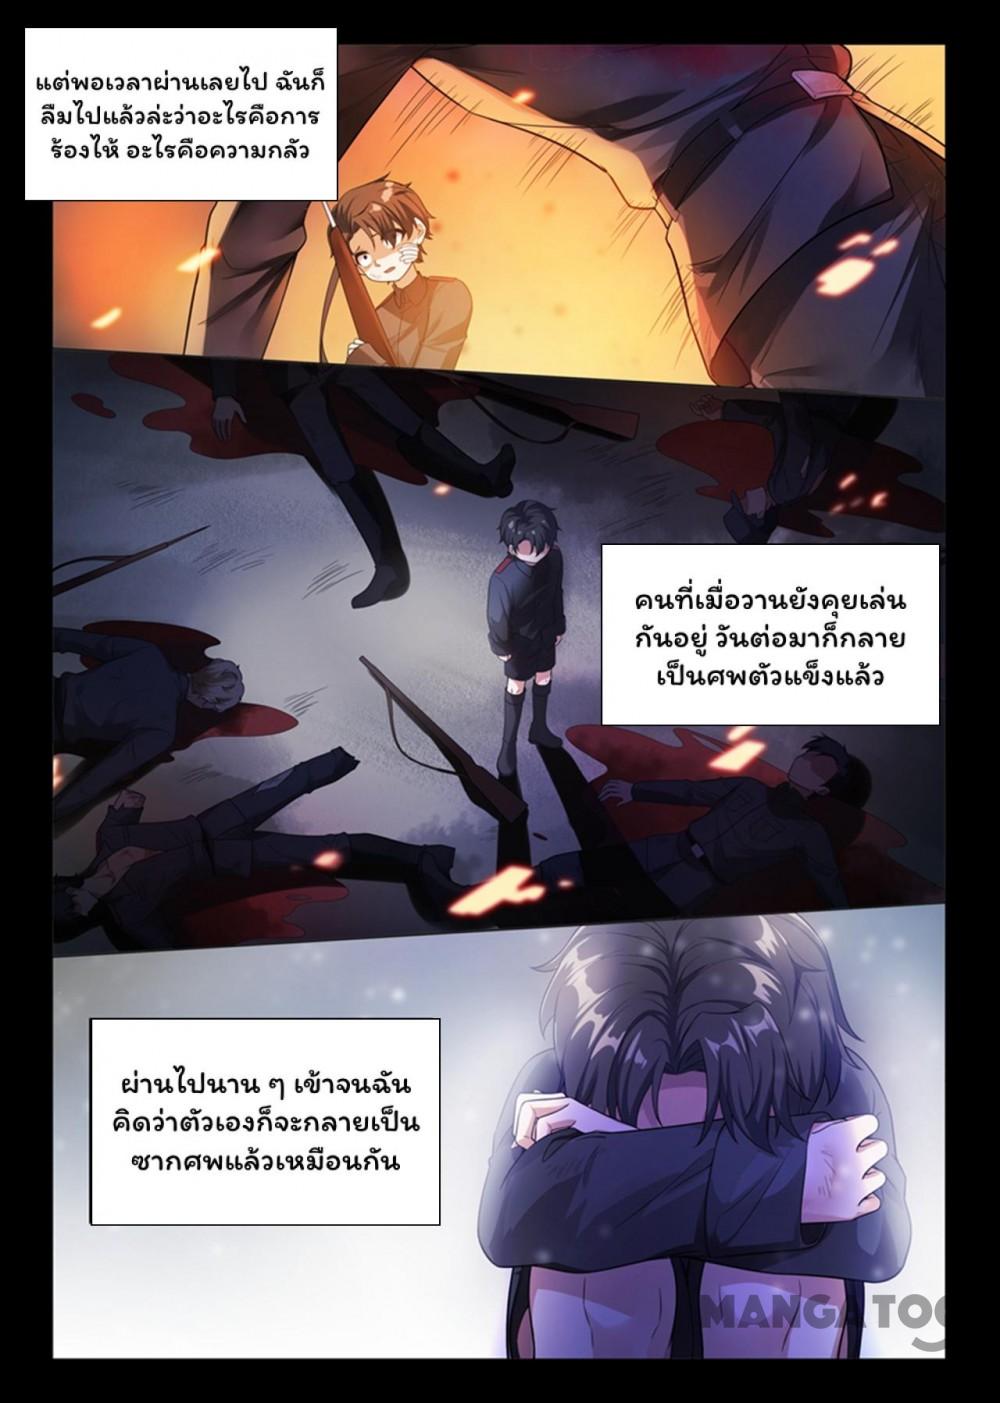 แต่พอเวลาผ่านเลยไป ฉันก็
ลืมไปแล้วล่ะว่าอะไรคือการ
ร้องไห้ อะไรคือความกลัว
คนที่เมื่อวานยังคุยเล่น
กันอยู่ วันต่อมาก็กลาย
เป็นศพตัวแข็งแล้ว
ผ่านไปนาน ๆ เข้าจนฉัน
คิดว่าตัวเองก็จะกลายเป็น
ซากศพแล้วเหมือนกัน
MANGATOO